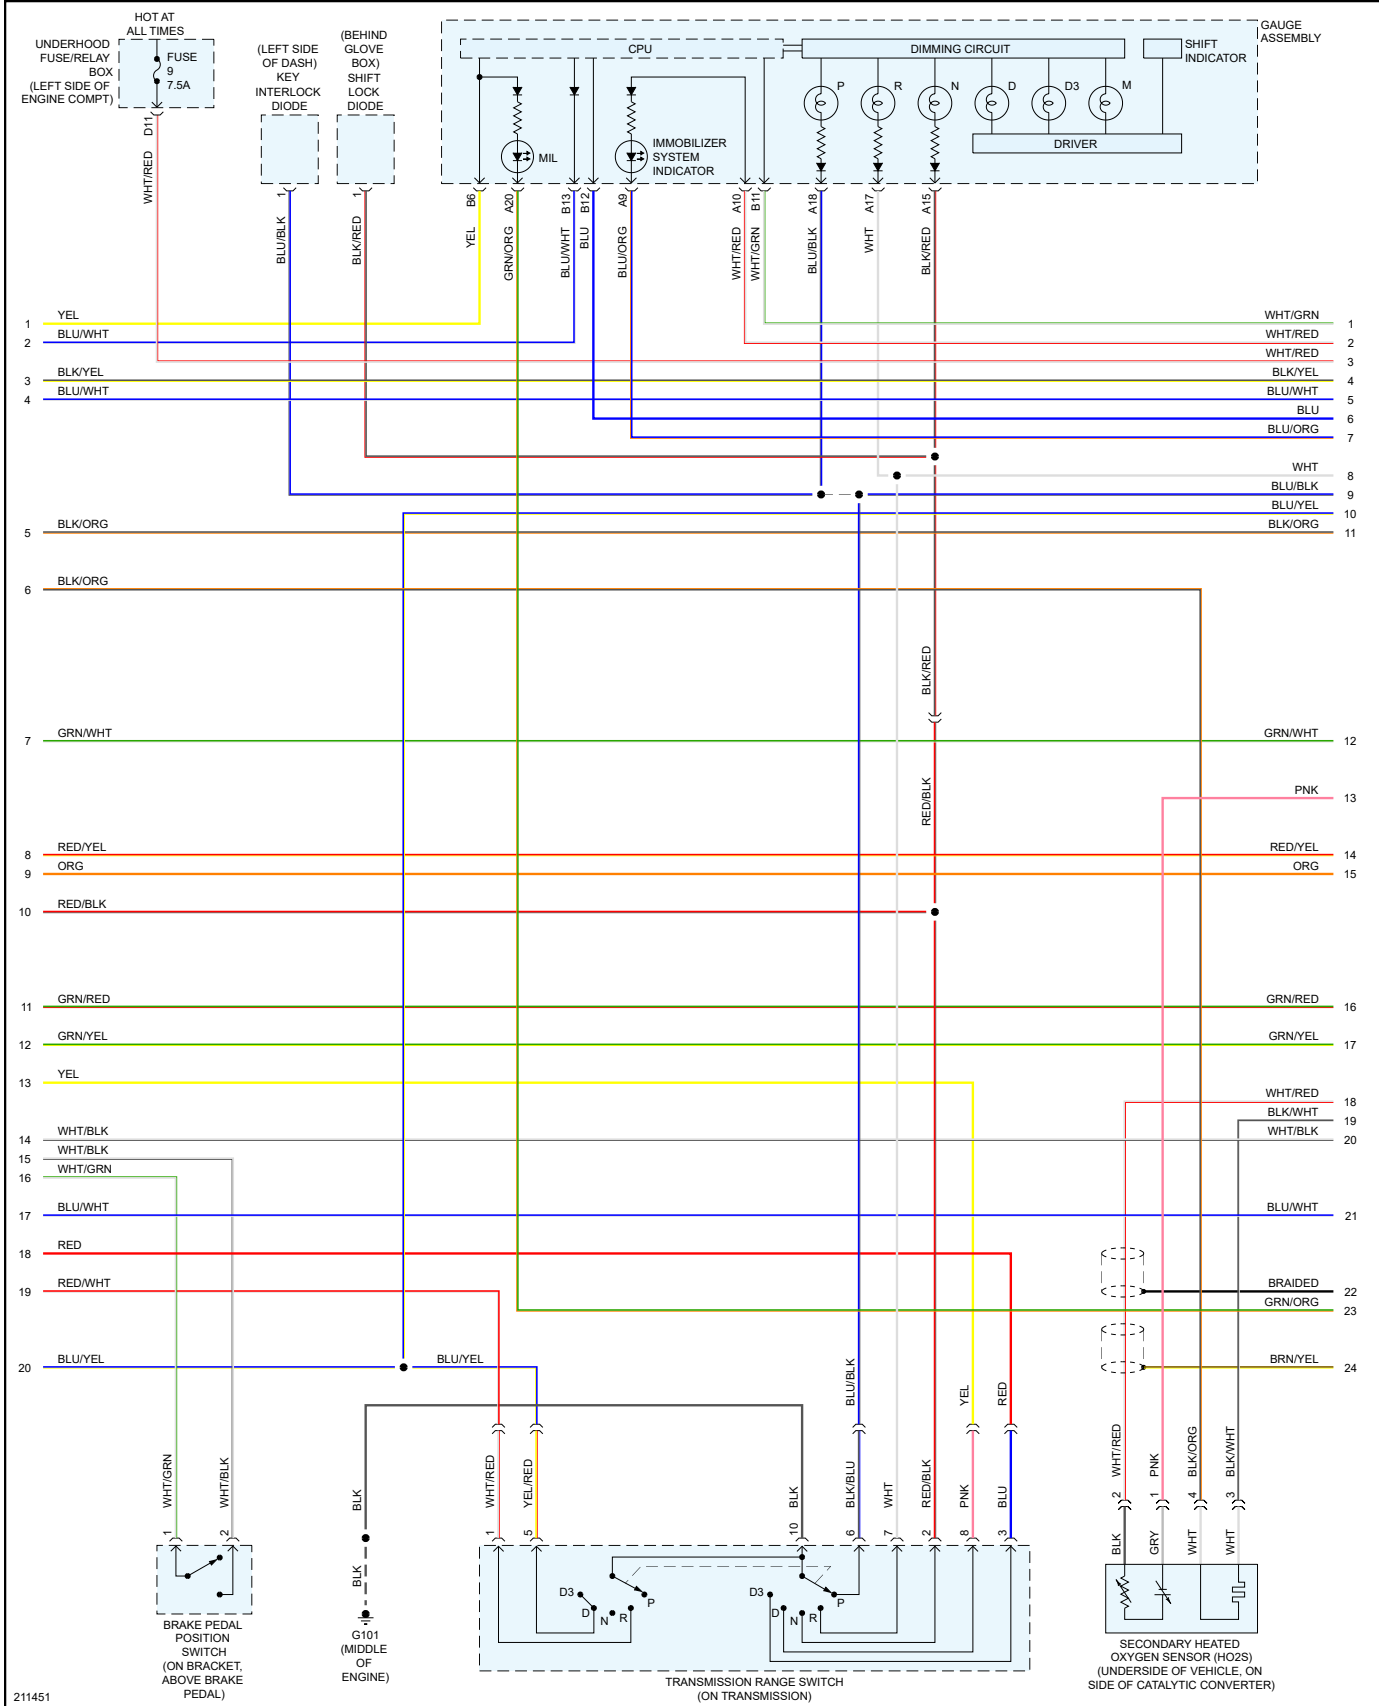 HOT AT
ALL TIMES
UNDERHOOD
FUSE/RELAY
BOX
(LEFT SIDE OF
ENGINE COMPT)
FUSE
9
7.5A
D11
WHT/RED
(LEFT SIDE
OF DASH)
KEY
INTERLOCK
DIODE
1
BLU/BLK
(BEHIND
GLOVE
BOX)
SHIFT
LOCK
DIODE
1
BLK/RED
GAUGE
ASSEMBLY
CPU
DIMMING CIRCUIT
SHIFT
INDICATOR
P
R
N
D
D3
M
DRIVER
MIL
IMMOBILIZER
SYSTEM
INDICATOR
B6
A20
B13
B12
A9
A10
B11
A18
A17
A15
YEL
GRN/ORG
BLU/WHT
BLU
BLU/ORG
WHT/RED
WHT/GRN
BLU/BLK
WHT
BLK/RED
1 YEL
WHT/GRN 1
2 BLU/WHT
WHT/RED 2
WHT/RED 3
3 BLK/YEL
BLK/YEL 4
4 BLU/WHT
BLU/WHT 5
BLU 6
BLU/ORG 7
WHT 8
BLU/BLK 9
BLU/YEL 10
5 BLK/ORG
BLK/ORG 11
6 BLK/ORG
BLK/RED
7 GRN/WHT
GRN/WHT 12
PNK 13
RED/BLK
8 RED/YEL
RED/YEL 14
9 ORG
ORG 15
10 RED/BLK
11 GRN/RED
GRN/RED 16
12 GRN/YEL
GRN/YEL 17
13 YEL
WHT/RED 18
BLK/WHT 19
14 WHT/BLK
WHT/BLK 20
15 WHT/BLK
16 WHT/GRN
17 BLU/WHT
BLU/WHT 21
18 RED
19 RED/WHT
BRAIDED 22
GRN/ORG 23
20 BLU/YEL
BLU/YEL
BRN/YEL 24
BLU/BLK
YEL
RED
WHT/GRN
WHT/BLK
BLK
WHT/RED
YEL/RED
BLK
BLK/BLU
WHT
RED/BLK
PNK
BLU
WHT/RED
PNK
BLK/ORG
BLK/WHT
2
1
4
3
1
2
1
5
10
6
7
2
8
3
BLK
GRY
WHT
WHT
BLK
G101
(MIDDLE
OF
ENGINE)
D3
D
N
R
P
D3
D
N
R
P
BRAKE PEDAL
POSITION
SWITCH
(ON BRACKET,
ABOVE BRAKE
PEDAL)
TRANSMISSION RANGE SWITCH
(ON TRANSMISSION)
SECONDARY HEATED
OXYGEN SENSOR (HO2S)
(UNDERSIDE OF VEHICLE, ON
SIDE OF CATALYTIC CONVERTER)
211451